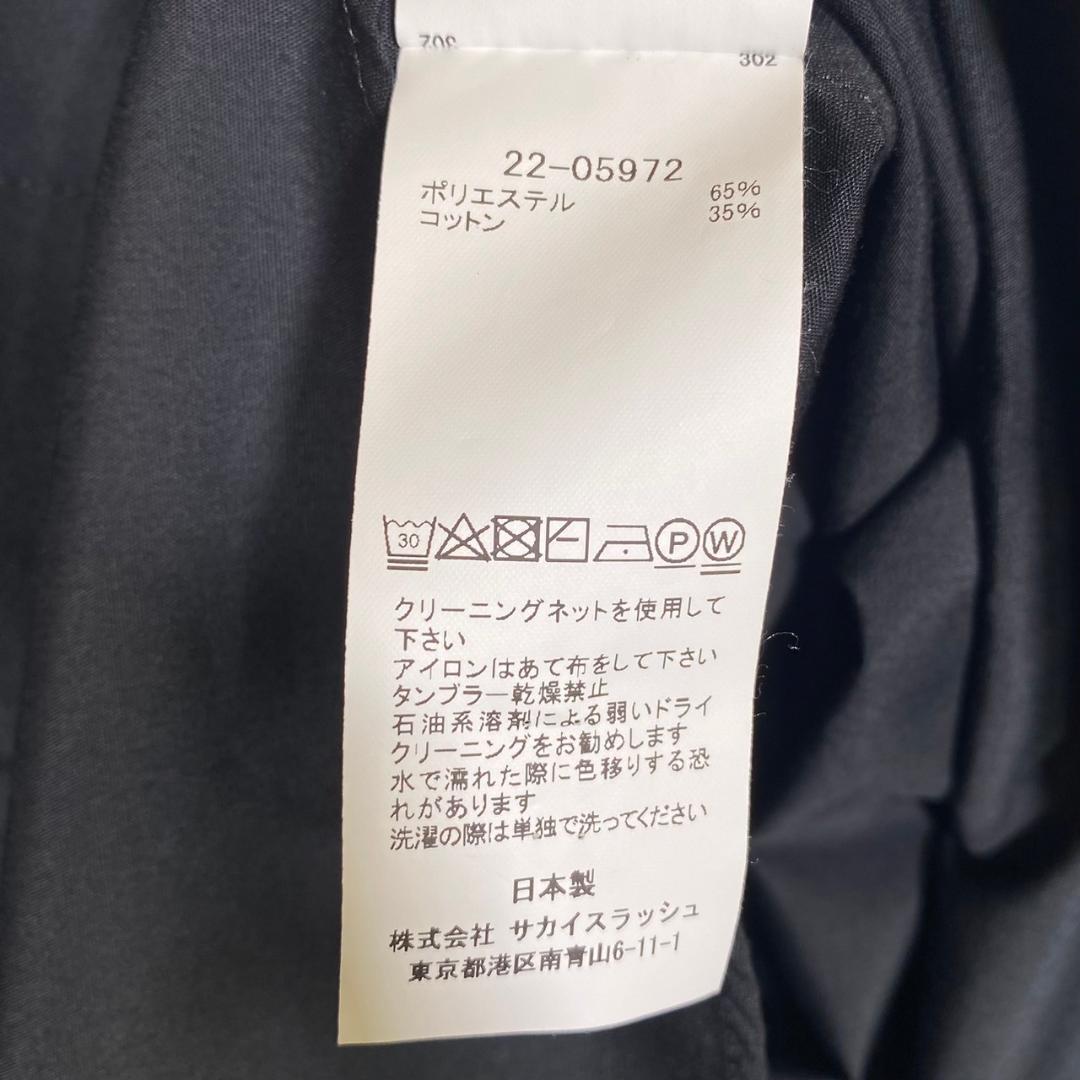 302
302
22-05972
ポリエステル 65%
コットン 35%
30 P W
クリーニングネットを使用して
下さい
アイロンはあて布をして下さい
タンブラー乾燥禁止
石油系溶剤による弱いドライ
クリーニングをお勧めします
水で濡れた際に色移りする恐
れがあります
洗濯の際は単独で洗ってください
日本製
株式会社 サカイスラッシュ
東京都港区南青山6-11-1